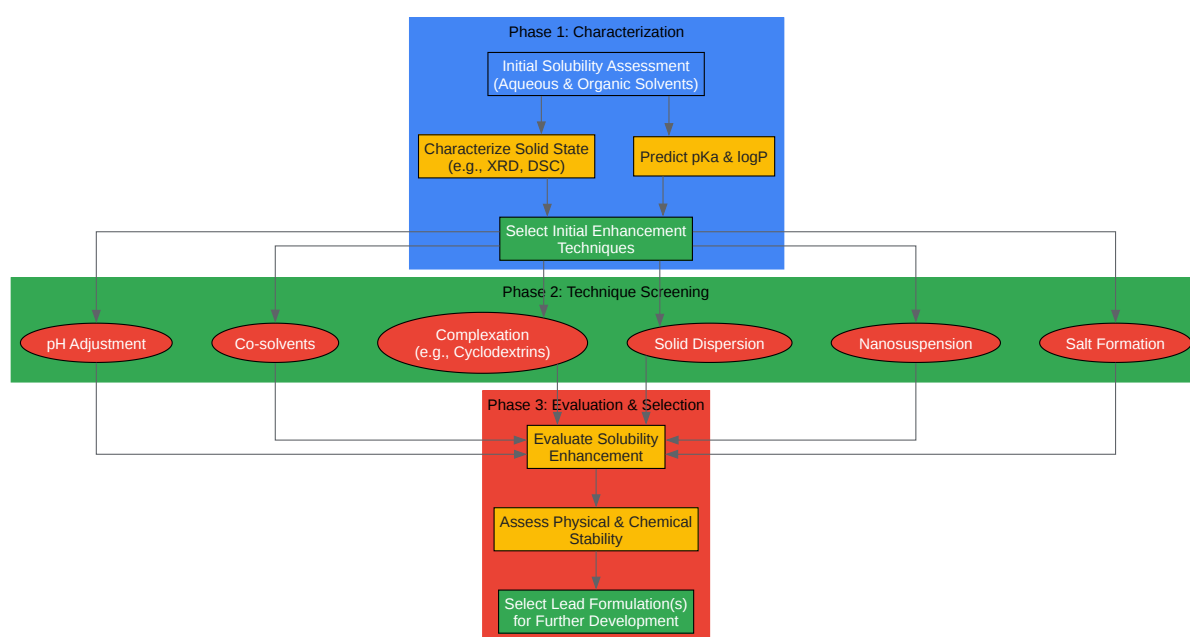 Phase 1: Characterization
Initial Solubility Assessment
(Aqueous & Organic Solvents)
Characterize Solid State
(e.g., XRD, DSC)
Predict pKa & logP
Select Initial Enhancement
Techniques
Phase 2: Technique Screening
pH Adjustment
Co-solvents
Complexation
(e.g., Cyclodextrins)
Solid Dispersion
Nanosuspension
Salt Formation
Phase 3: Evaluation & Selection
Evaluate Solubility
Enhancement
Assess Physical & Chemical
Stability
Select Lead Formulation(s)
for Further Development